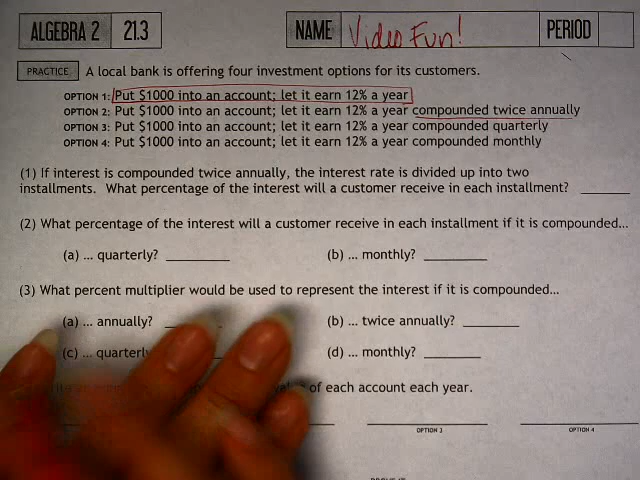 ALGEBRA 2 21.3 NAME Video Fun! PERIOD
PRACTICE A local bank is offering four investment options for its customers.
OPTION 1: Put $1000 into an account; let it earn 12% a year
OPTION 2: Put $1000 into an account; let it earn 12% a year compounded twice annually
OPTION 3: Put $1000 into an account; let it earn 12% a year compounded quarterly
OPTION 4: Put $1000 into an account; let it earn 12% a year compounded monthly
(1) If interest is compounded twice annually, the interest rate is divided up into two
installments. What percentage of the interest will a customer receive in each installment?
(2) What percentage of the interest will a customer receive in each installment if it is compounded...
(a) ... quarterly? (b) ... monthly?
(3) What percent multiplier would be used to represent the interest if it is compounded...
(a) ... annually? (b) ... twice annually?
(c) ... quarterly (d) ... monthly?
of each account each year.
OPTION 3 OPTION 4